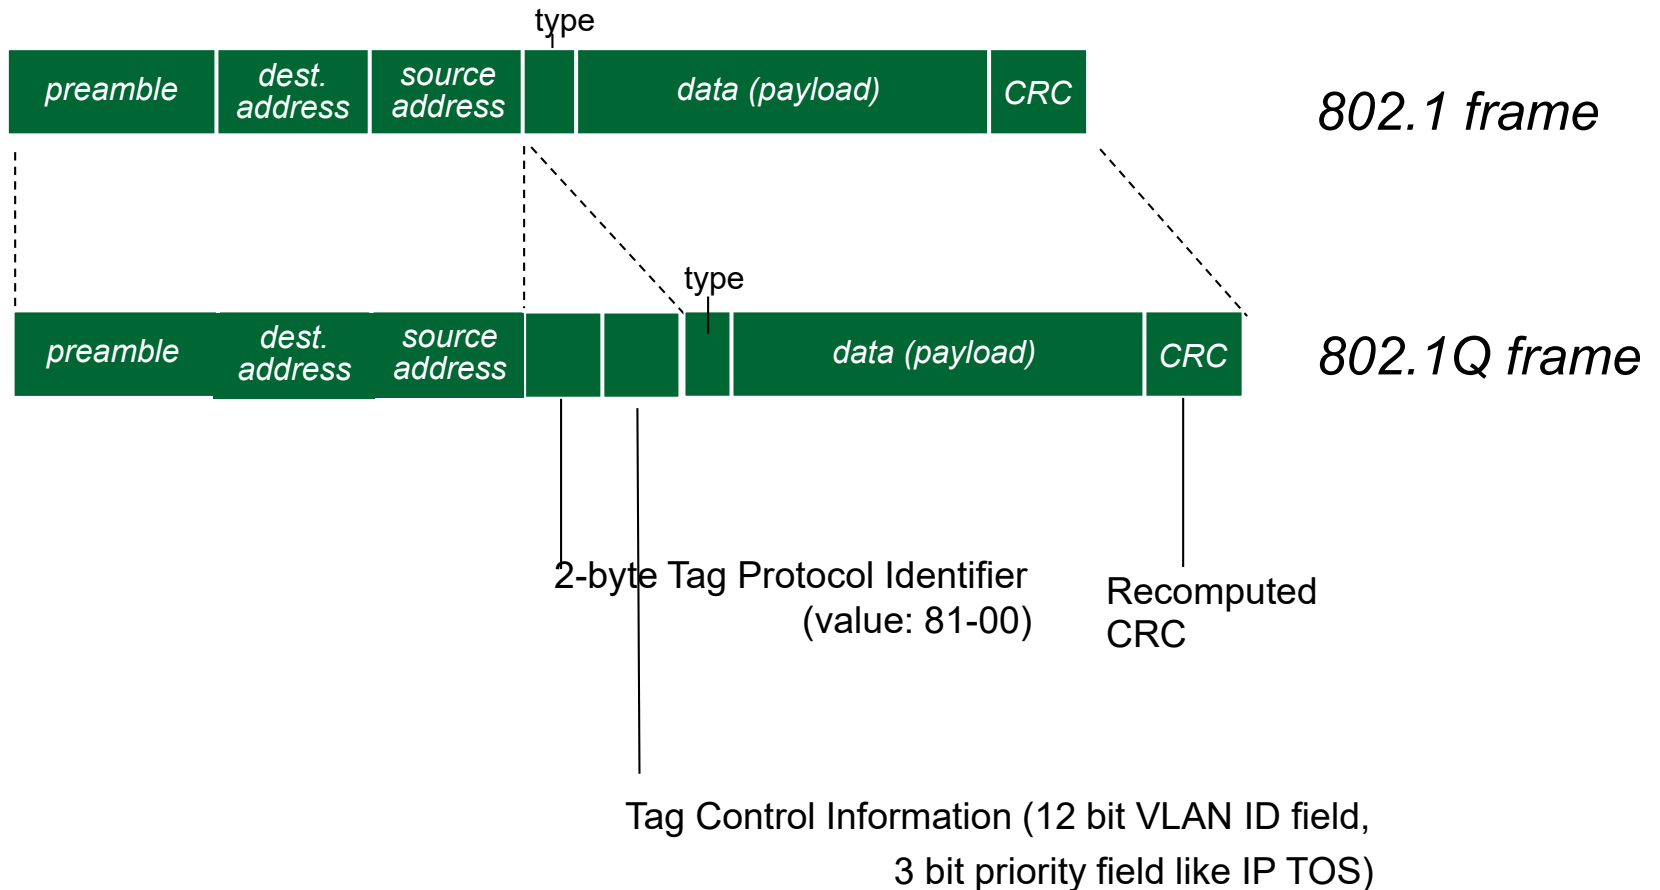 type
preamble
dest.
address
source
address
data (payload)
CRC
802.1 frame
type
preamble
dest.
address
source
address
data (payload)
CRC
802.1Q frame
2-byte Tag Protocol Identifier
(value: 81-00)
Recomputed
CRC
Tag Control Information (12 bit VLAN ID field,
3 bit priority field like IP TOS)